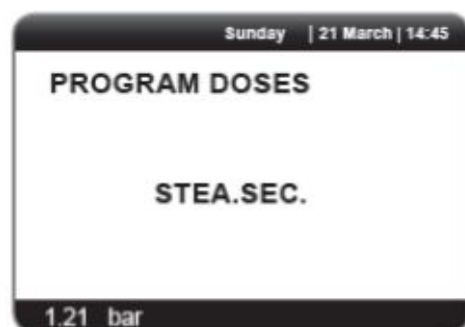 Sunday | 21 March | 14:45
PROGRAM DOSES
STEA.SEC.
1.21 bar